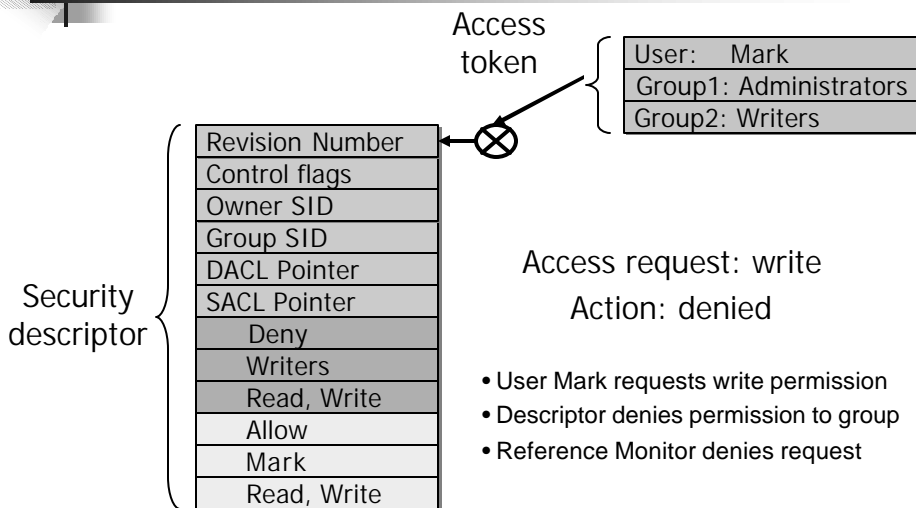 Access
token
User: Mark
Group1: Administrators
Group2: Writers
Security
descriptor
Revision Number
Control flags
Owner SID
Group SID
DACL Pointer
SACL Pointer
Deny
Writers
Read, Write
Allow
Mark
Read, Write
Access request: write
Action: denied
• User Mark requests write permission
• Descriptor denies permission to group
• Reference Monitor denies request